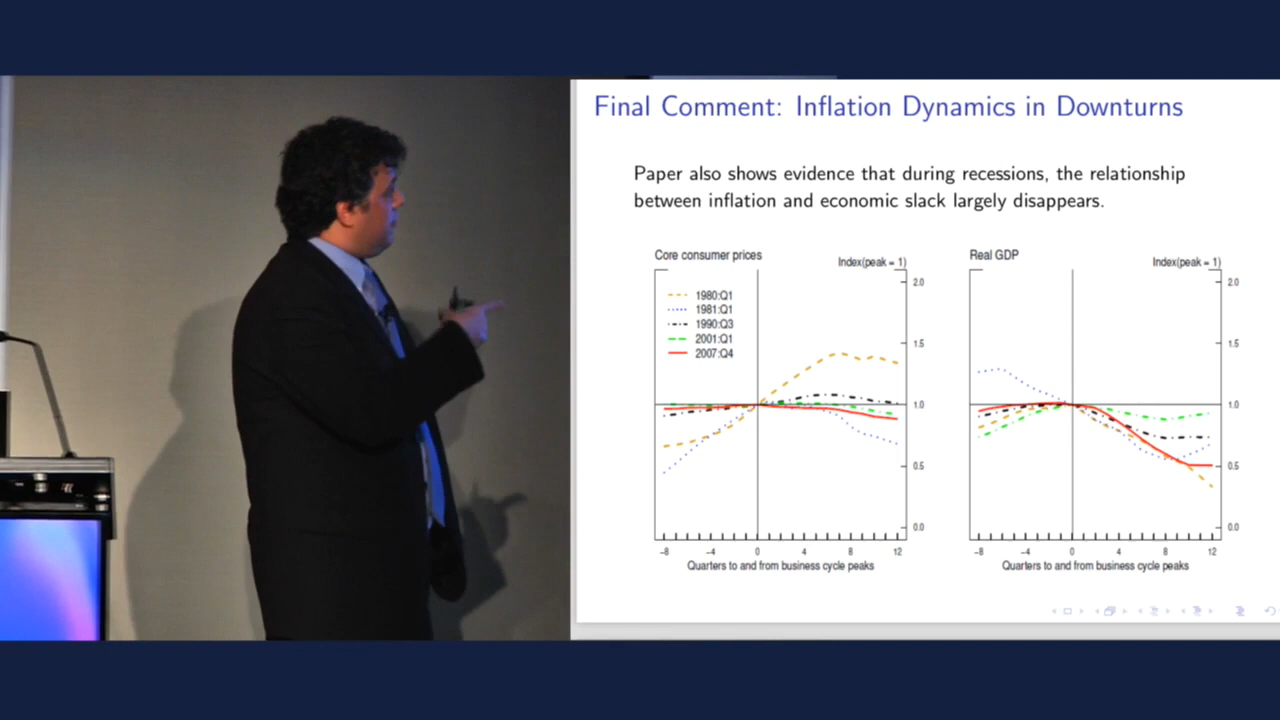 Final Comment: Inflation Dynamics in Downturns
Paper also shows evidence that during recessions, the relationship
between inflation and economic slack largely disappears.
Core consumer prices
Index(peak = 1)
2.0
1.5
1.0
0.5
0.0
1980:Q1
1981:Q1
1990:Q3
2001:Q1
2007:Q4
-8 -4 0 4 8 12
Quarters to and from business cycle peaks
Real GDP
Index(peak = 1)
2.0
1.5
1.0
0.5
0.0
-8 -4 0 4 8 12
Quarters to and from business cycle peaks